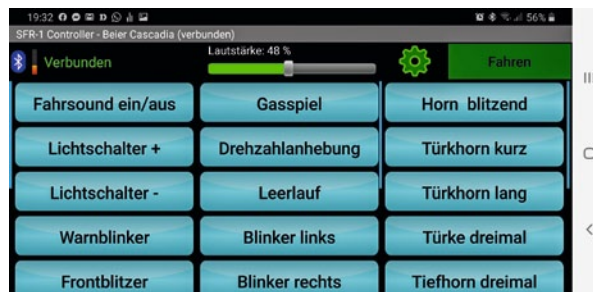 19:32
56%
SFR-1 Controller - Beier Cascadia (verbunden)
Verbunden
Lautstärke: 48 %
Fahren
Fahrsound ein/aus
Gasspiel
Horn blitzend
Lichtschalter +
Drehzahlanhebung
Türkhorn kurz
Lichtschalter -
Leerlauf
Türkhorn lang
Warnblinker
Blinker links
Türke dreimal
Frontblitzer
Blinker rechts
Tiefhorn dreimal